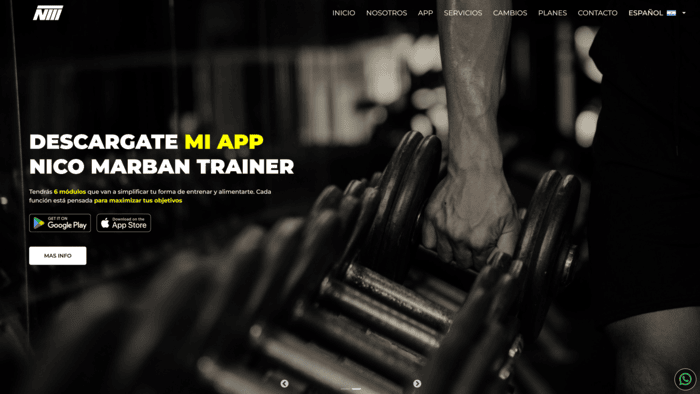 INICIO NOSOTROS APP SERVICIOS CAMBIOS PLANES CONTACTO ESPAÑOL
DESCARGATE MI APP
NICO MARBAN TRAINER
Tendrás 6 módulos que van a simplificar tu forma de entrenar y alimentarte. Cada
función está pensada para maximizar tus objetivos
GET IT ON
Google Play
Download on the
App Store
MAS INFO